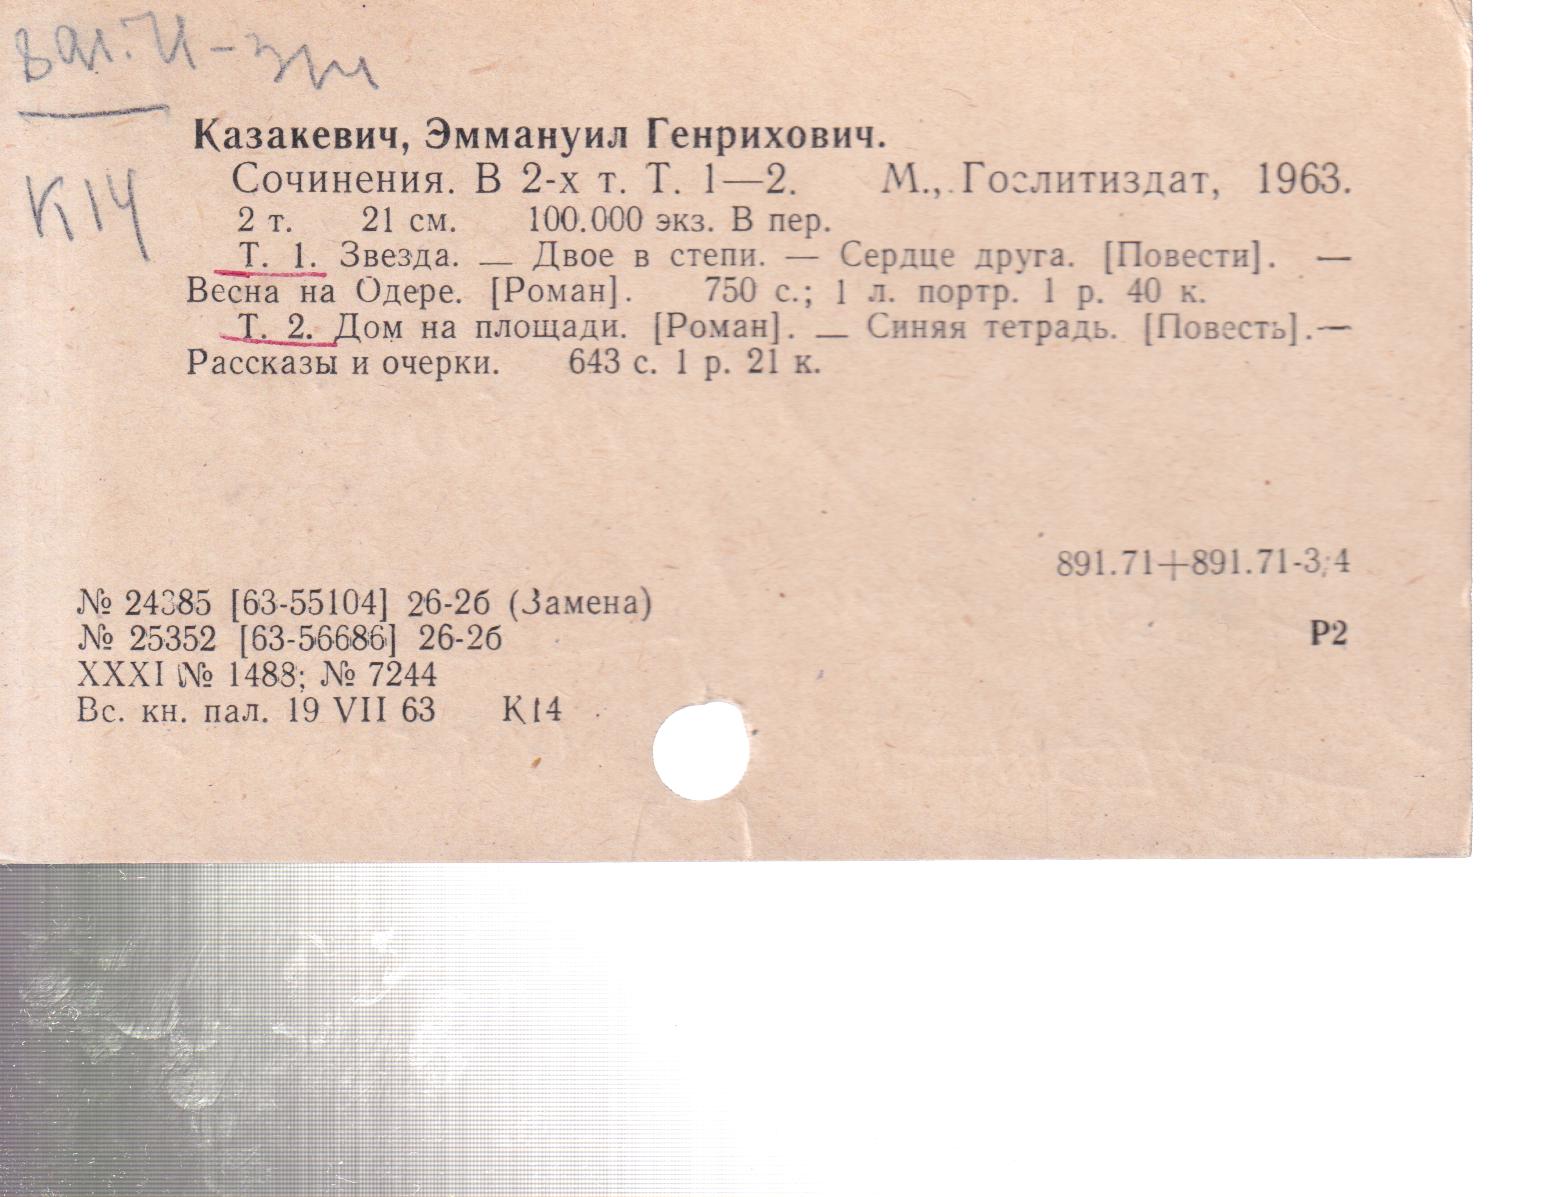 К14
Казакевич, Эммануил Генрихович.
Сочинения. В 2-х т. Т. 1—2. М., Гослитиздат, 1963.
2 т. 21 см. 100.000 экз. В пер.
Т. 1. Звезда. — Двое в степи. — Сердце друга. [Повести]. —
Весна на Одере. [Роман]. 750 с.; 1 л. портр. 1 р. 40 к.
Т. 2. Дом на площади. [Роман]. — Синяя тетрадь. [Повесть].—
Рассказы и очерки. 643 с. 1 р. 21 к.
891.71+891.71-3;4
№ 24385 [63-55104] 26-2б (Замена)
№ 25352 [63-56686] 26-2б
Р2
XXXI № 1488; № 7244
Вс. кн. пал. 19 VII 63 К14